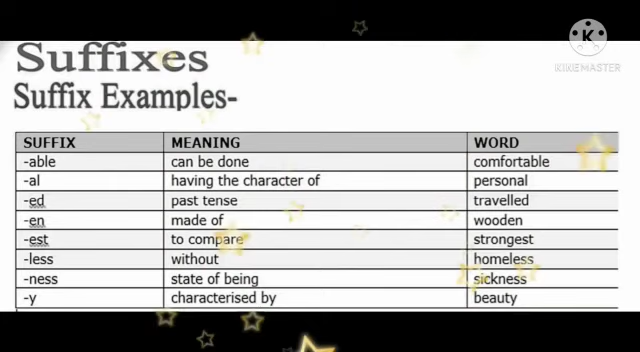 K
KINEMASTER
Suffixes
Suffix Examples-
SUFFIX MEANING WORD
-able can be done comfortable
-al having the character of personal
-ed past tense travelled
-en made of wooden
-est to compare strongest
-less without homeless
-ness state of being sickness
-y characterised by beauty